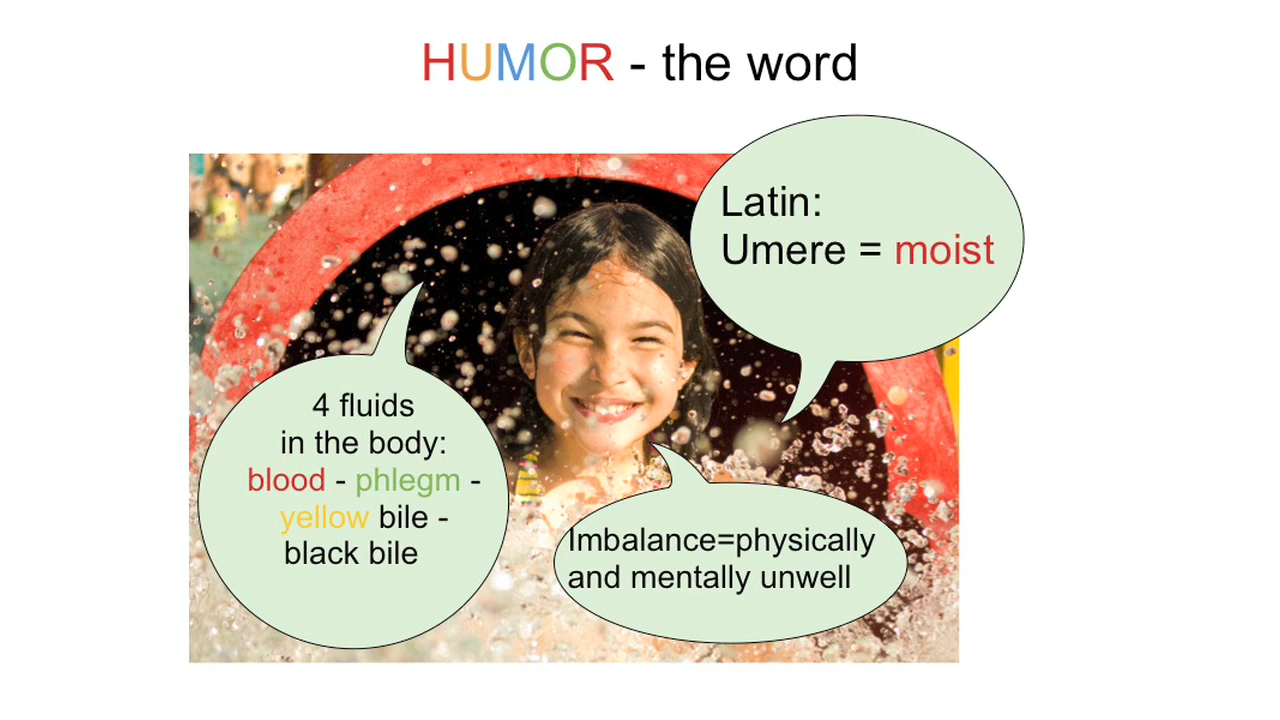 HUMOR - the word
Latin:
Umere = moist
4 fluids
in the body:
blood - phlegm -
yellow bile -
black bile
Imbalance=physically
and mentally unwell